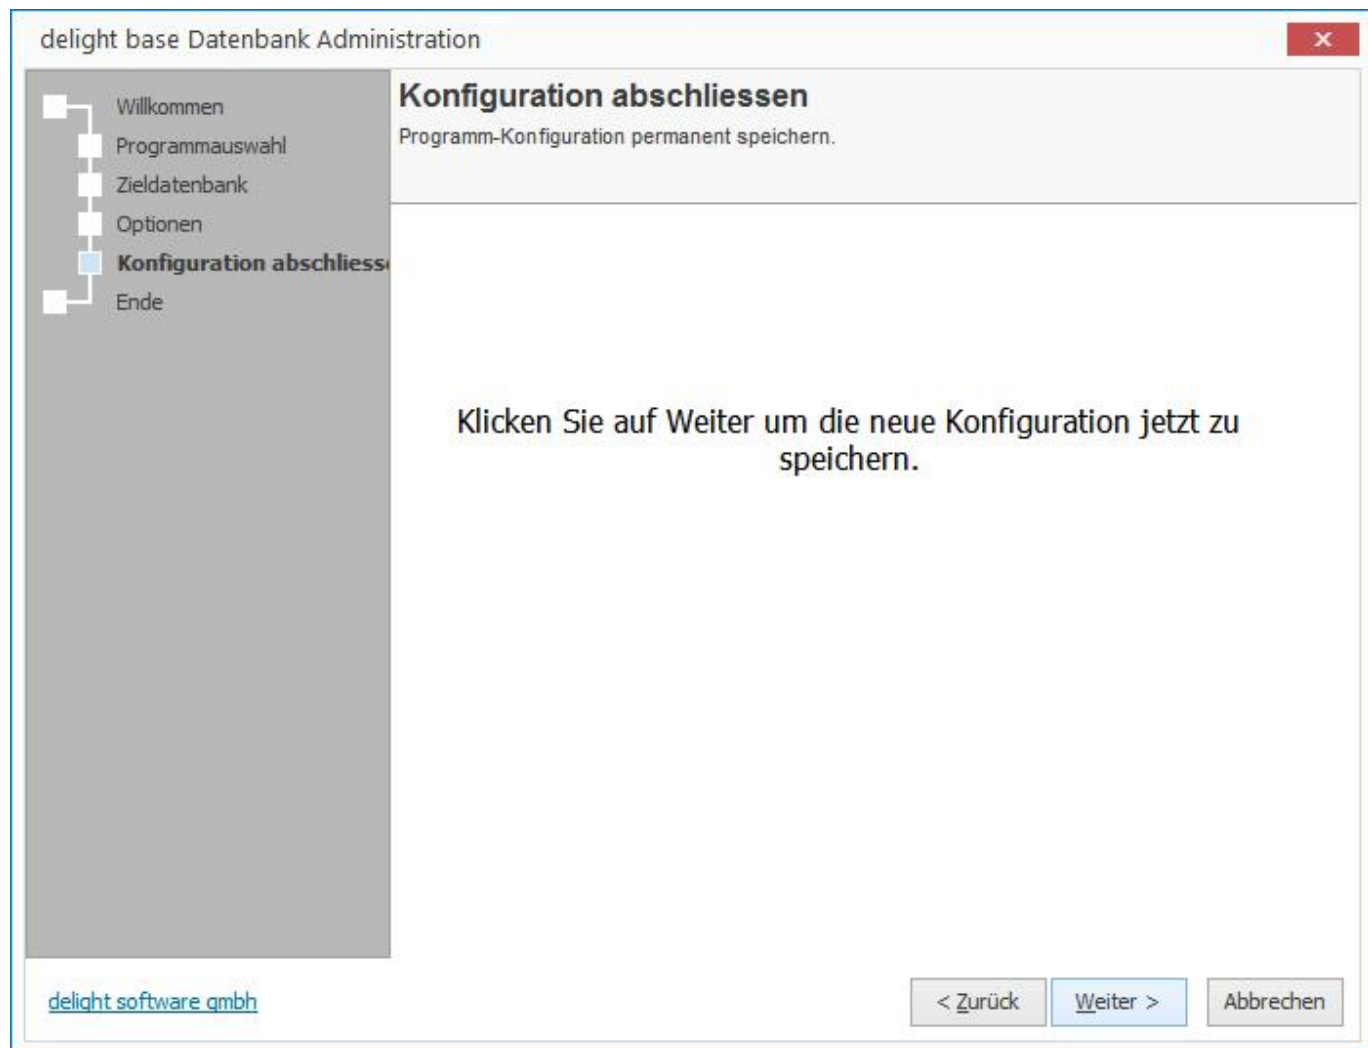 delight base Datenbank Administration
Willkommen
Programmauswahl
Zieldatenbank
Optionen
Konfiguration abschliess
Ende
Konfiguration abschliessen
Programm-Konfiguration permanent speichern.
Klicken Sie auf Weiter um die neue Konfiguration jetzt zu
speichern.
delight software gmbh
< Zurück
Weiter >
Abbrechen